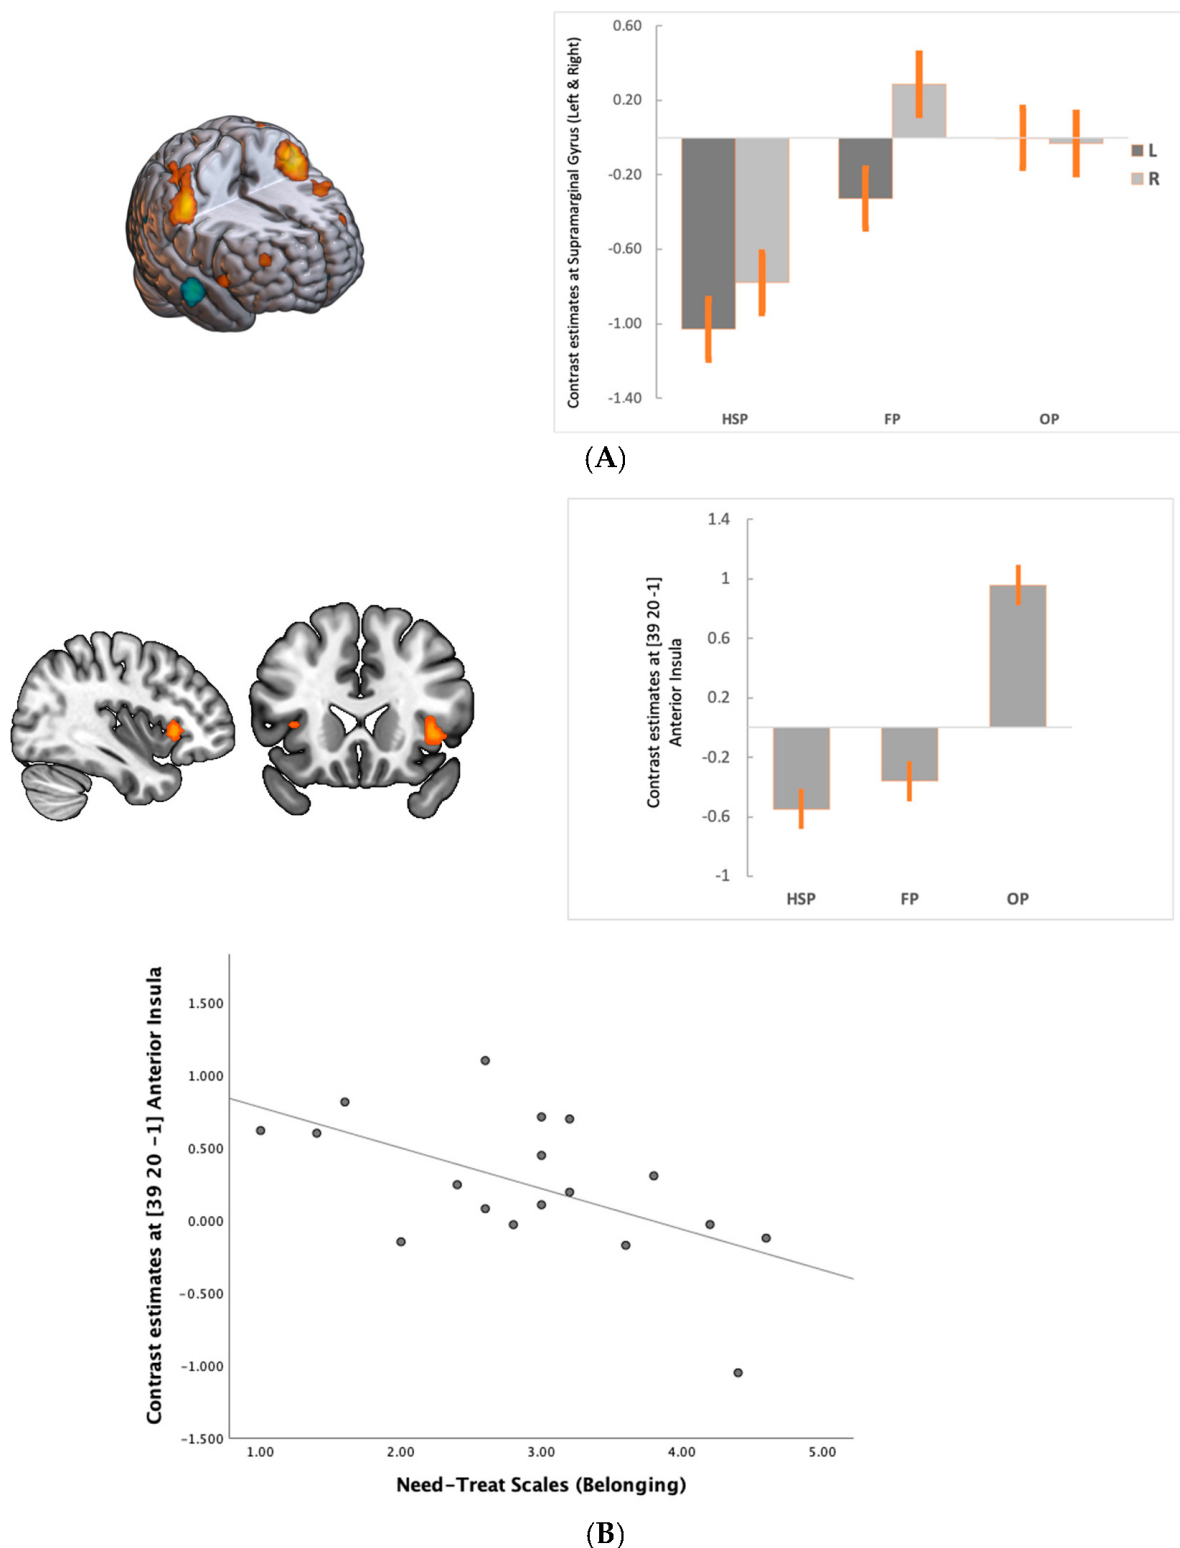 Contrast estimates at Supramarginal Gyrus (Left & Right)
0.60
0.20
-0.20
-0.60
-1.00
-1.40
HSP
FP
OP
L
R
(A)
Contrast estimates at [39 20 -1]
Anterior Insula
1.4
1
0.6
0.2
-0.2
-0.6
-1
HSP
FP
OP
Contrast estimates at [39 20 -1] Anterior Insula
1.500
1.000
0.500
0.000
-0.500
-1.000
-1.500
1.00
2.00
3.00
4.00
5.00
Need-Treat Scales (Belonging)
(B)